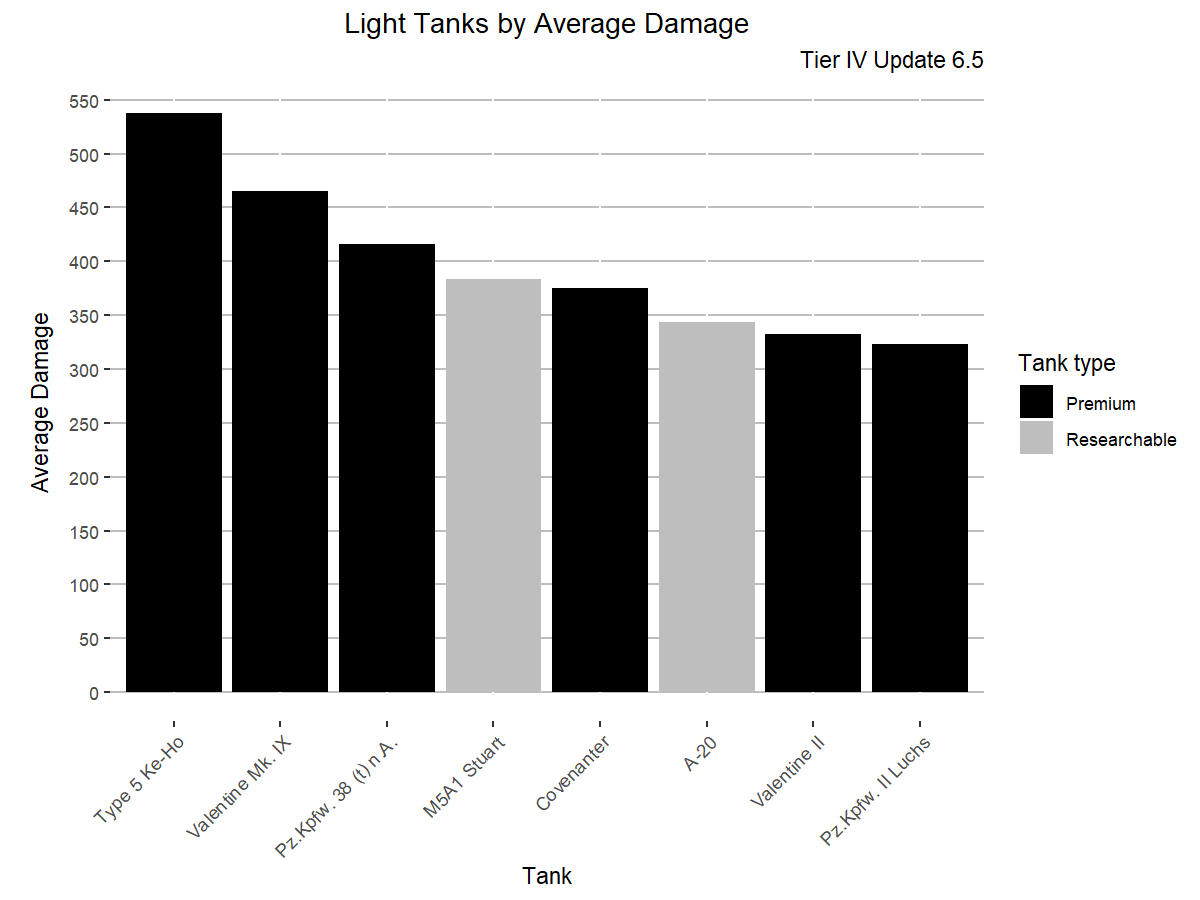 Light Tanks by Average Damage
Tier IV Update 6.5
Average Damage
550
500
450
400
350
300
250
200
150
100
50
0
Type 5 Ke-Ho
Valentine Mk. IX
Pz.Kpfw. 38 (t) n.A.
M5A1 Stuart
Covenanter
A-20
Valentine II
Pz.Kpfw. II Luchs
Tank
Tank type
Premium
Researchable